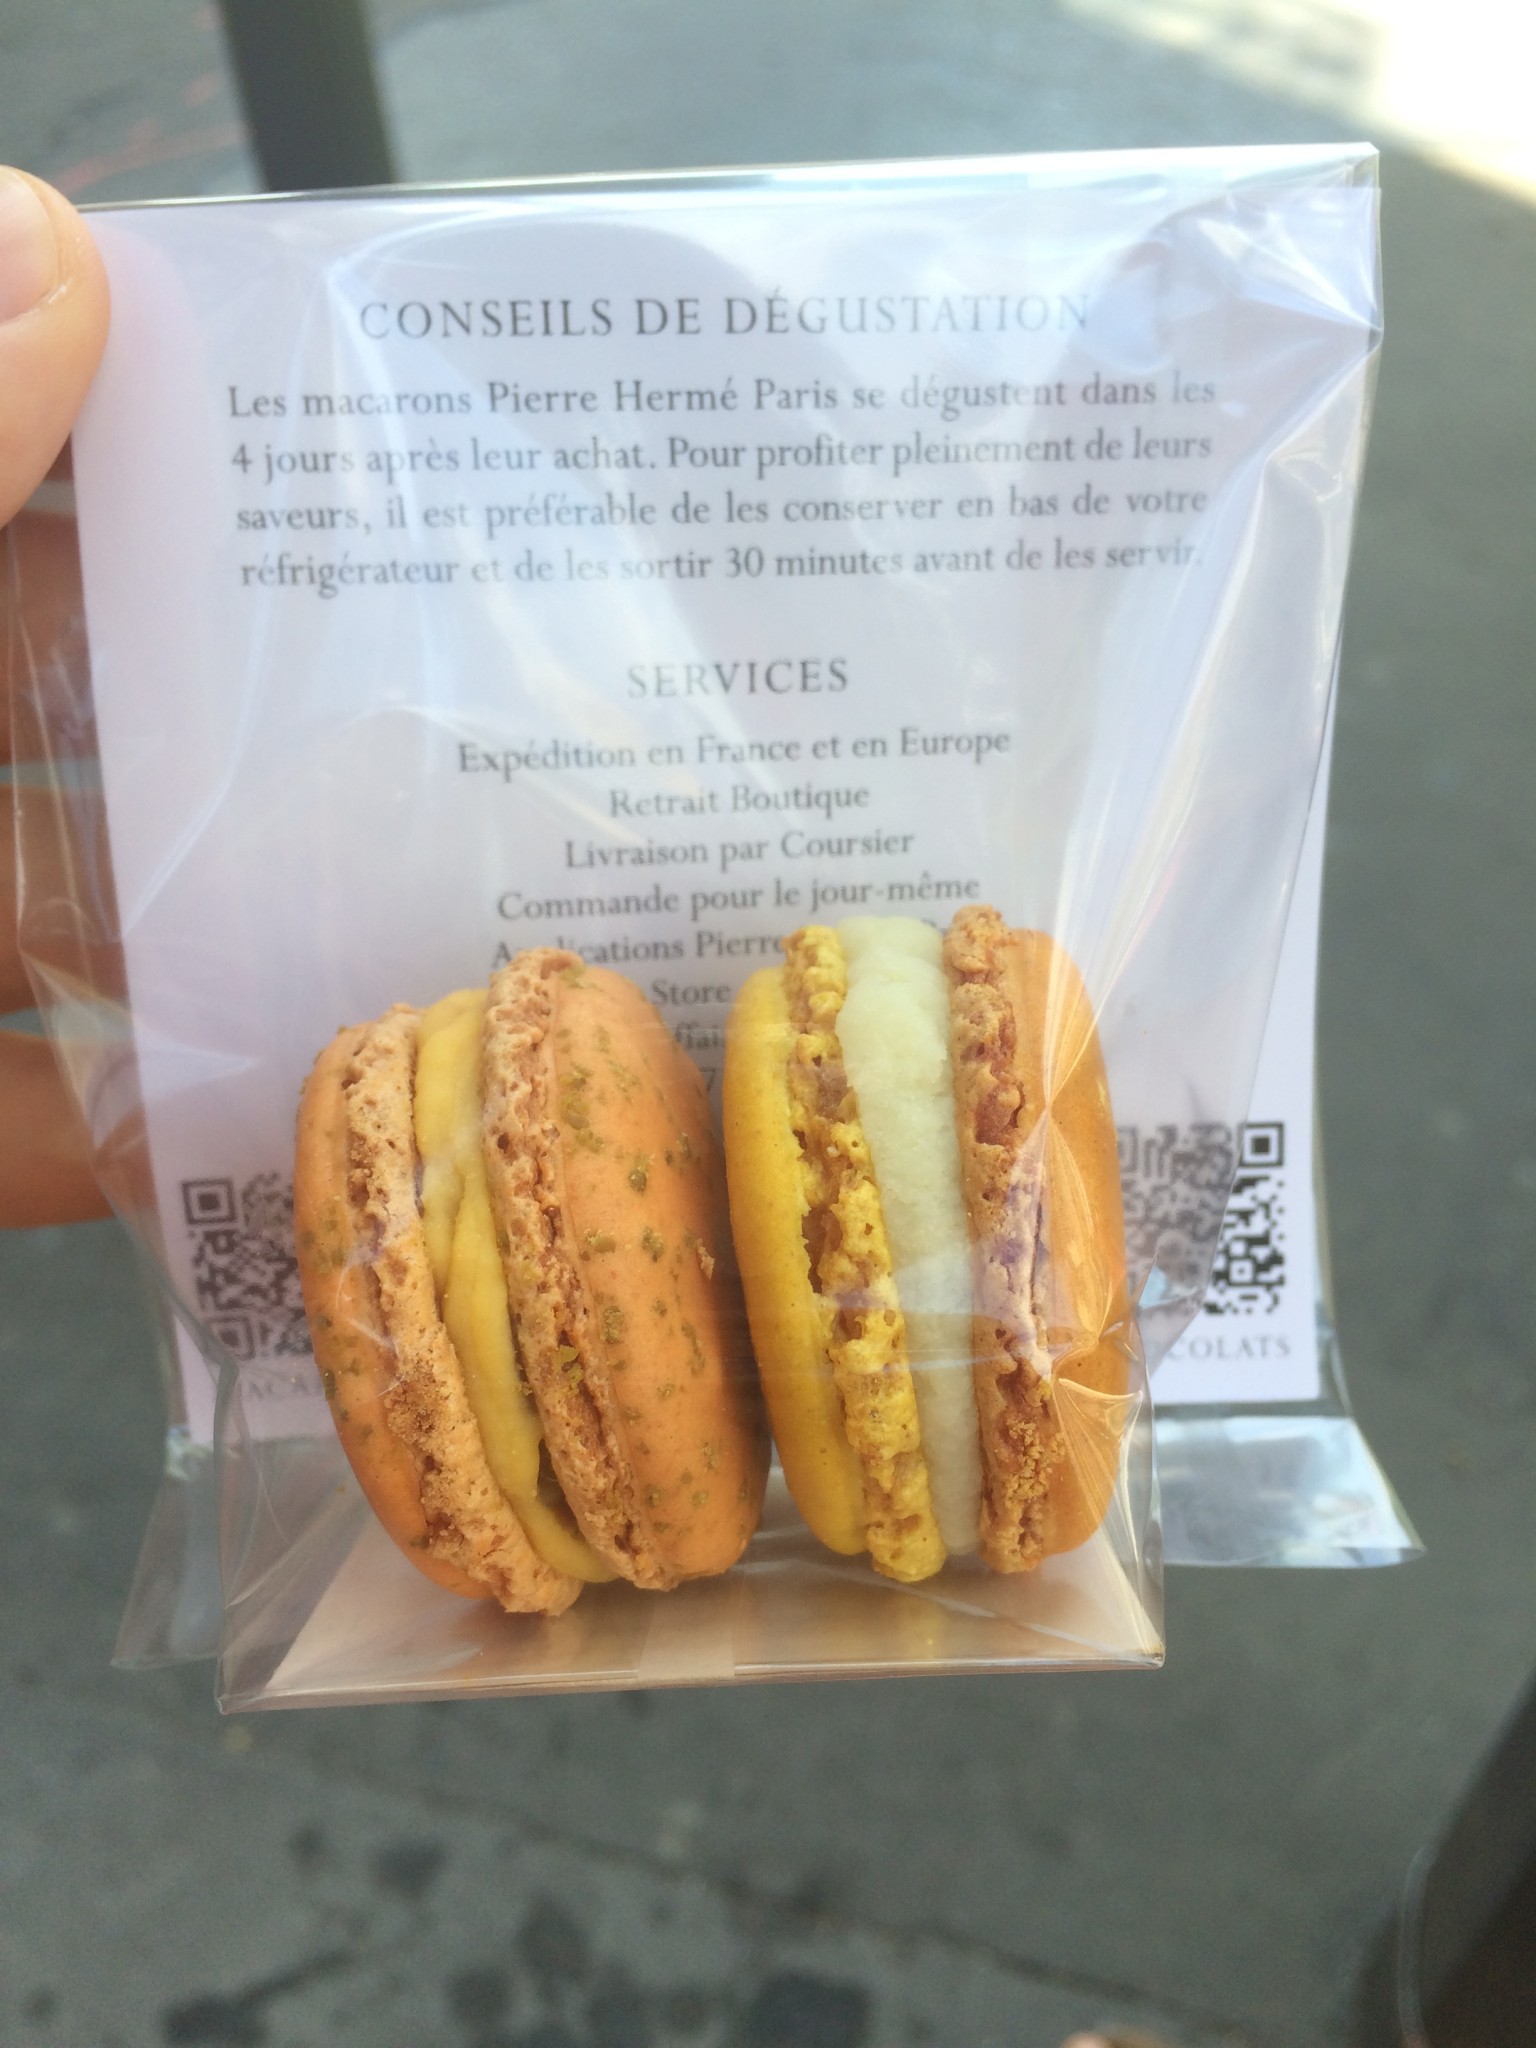 CONSEILS DE DÉGUSTATION
Les macarons Pierre Hermé Paris se dégustent dans les
4 jours après leur achat. Pour profiter pleinement de leurs
saveurs, il est préférable de les conserver en bas de votre
réfrigérateur et de les sortir 30 minutes avant de les servir.
SERVICES
Expédition en France et en Europe
Retrait Boutique
Livraison par Coursier
Commande pour le jour-même
Pierre
Store